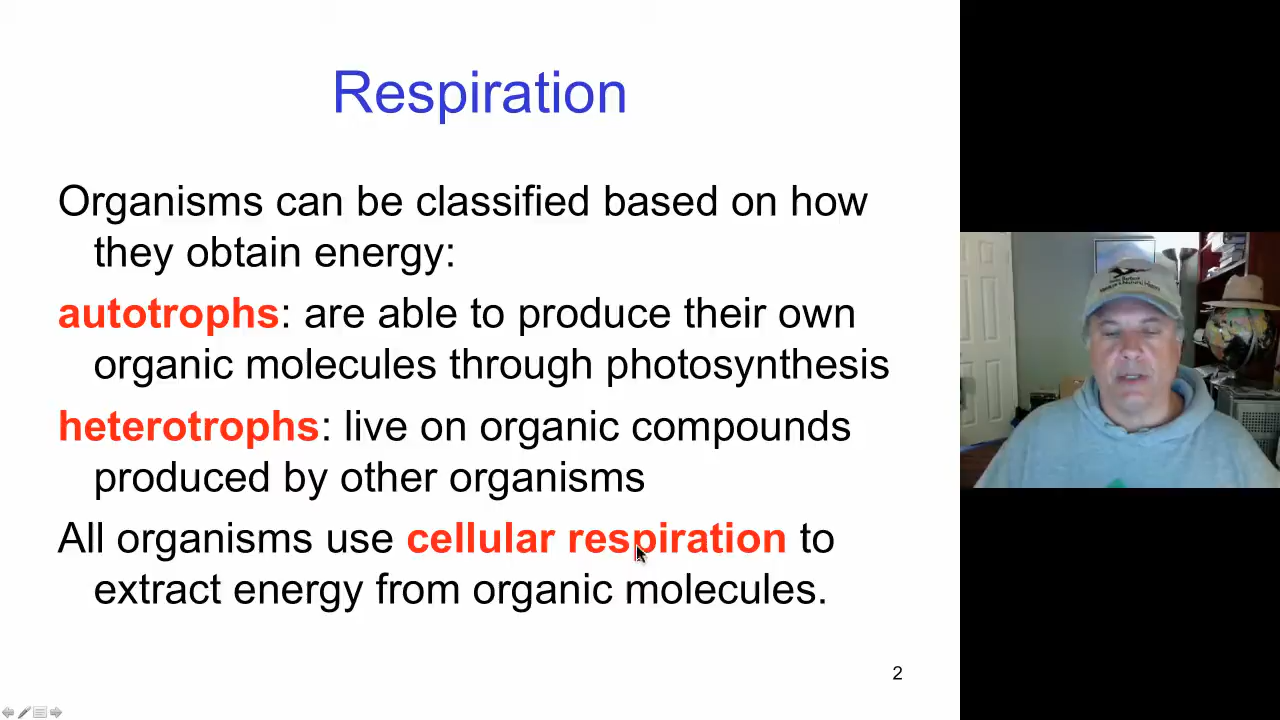 Respiration
Organisms can be classified based on how
they obtain energy:
autotrophs: are able to produce their own
organic molecules through photosynthesis
heterotrophs: live on organic compounds
produced by other organisms
All organisms use cellular respiration to
extract energy from organic molecules.
2